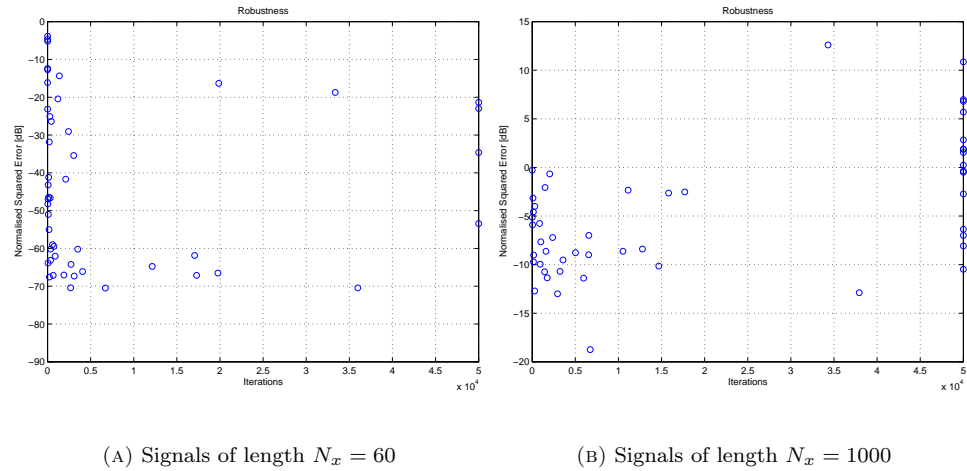 Robustness
0
−10
−20
−30
−40
−50
−60
−70
−80
−90
Normalised Squared Error [dB]
0 0.5 1 1.5 2 2.5 3 3.5 4 4.5 5
x 10^4
Iterations
(A) Signals of length N_x = 60
Robustness
15
10
5
0
−5
−10
−15
−20
Normalised Squared Error [dB]
0 0.5 1 1.5 2 2.5 3 3.5 4 4.5 5
x 10^4
Iterations
(B) Signals of length N_x = 1000